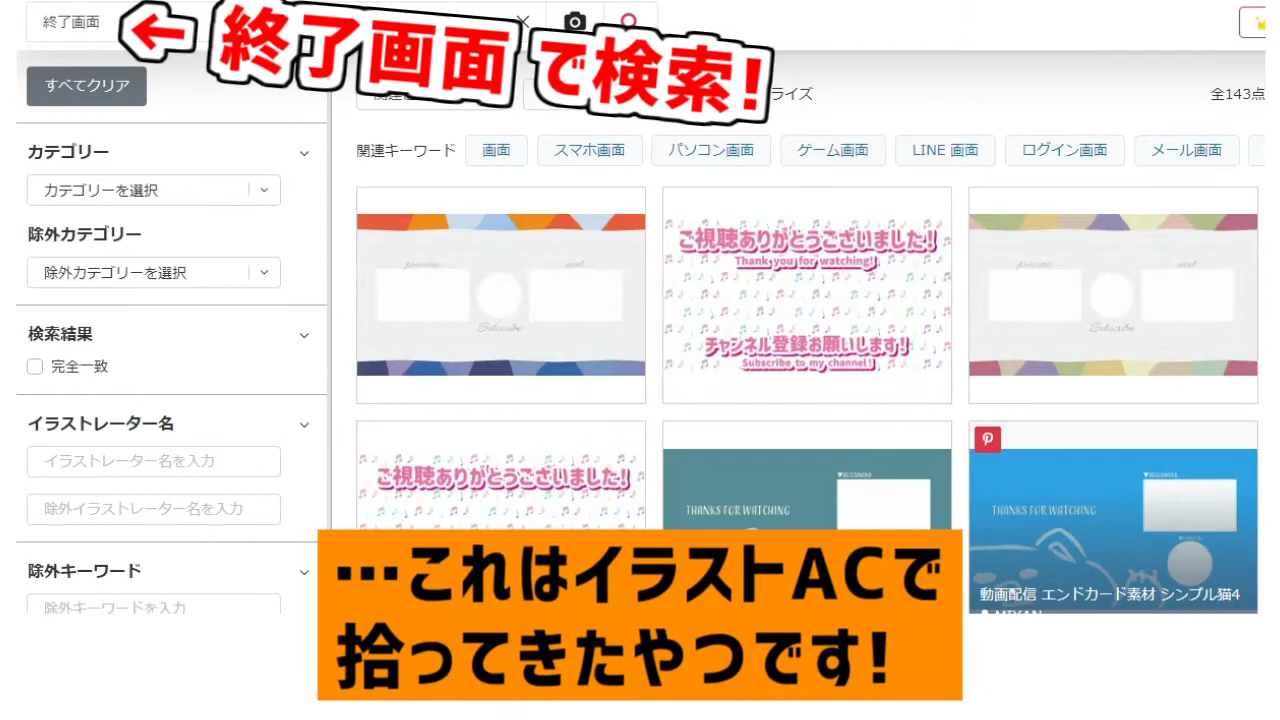 終了画面
← 終了画面 で検索!
ライズ
全143点
すべてクリア
関連キーワード 画面 スマホ画面 パソコン画面 ゲーム画面 LINE 画面 ログイン画面 メール画面
カテゴリー
カテゴリーを選択
除外カテゴリー
除外カテゴリーを選択
検索結果
完全一致
イラストレーター名
イラストレーター名を入力
除外イラストレーター名を入力
除外キーワード
除外キーワードを入力
Subscribe
ご視聴ありがとうございました!
Thank you for watching!
チャンネル登録お願いします!
Subscribe to my channel!
Subscribe
ご視聴ありがとうございました!
THANKS FOR WATCHING
THANKS FOR WATCHING
動画配信 エンドカード素材 シンプル猫4
…これはイラストACで
拾ってきたやつです!